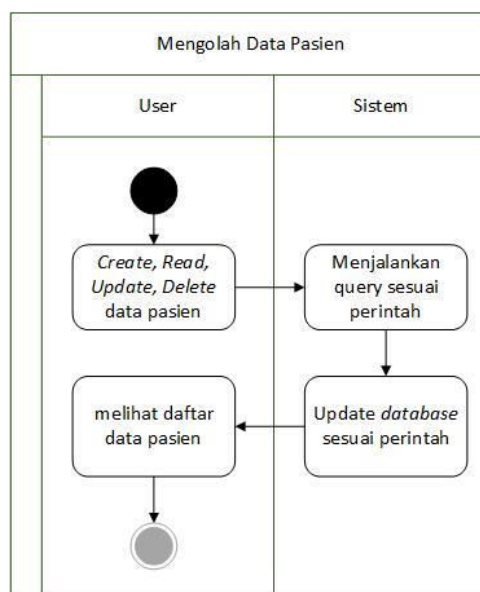 Mengolah Data Pasien
User
Sistem
Create, Read,
Update, Delete
data pasien
Menjalankan
query sesuai
perintah
melihat daftar
data pasien
Update database
sesuai perintah